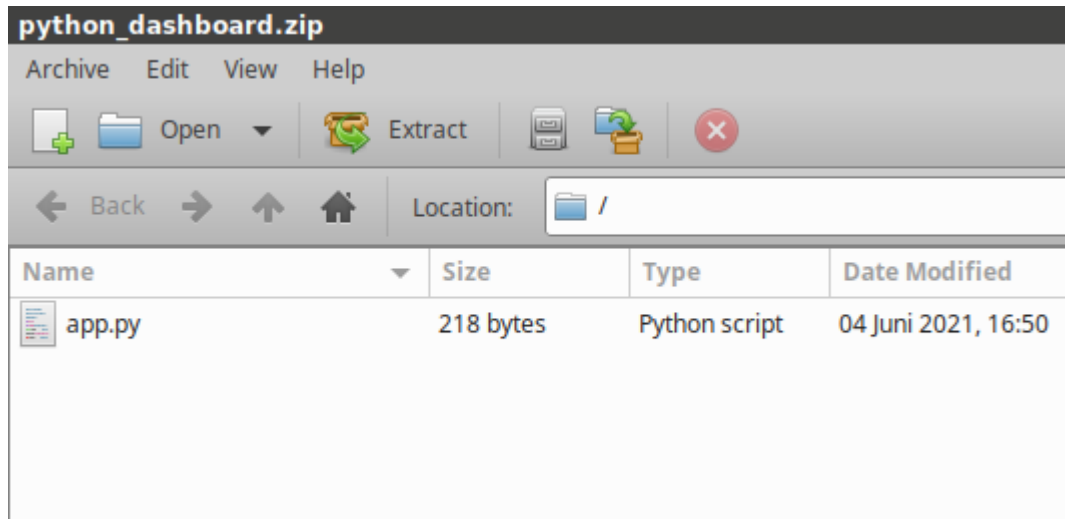 python_dashboard.zip
Archive Edit View Help
Open Extract
Back Location: /
Name Size Type Date Modified
app.py 218 bytes Python script 04 Juni 2021, 16:50